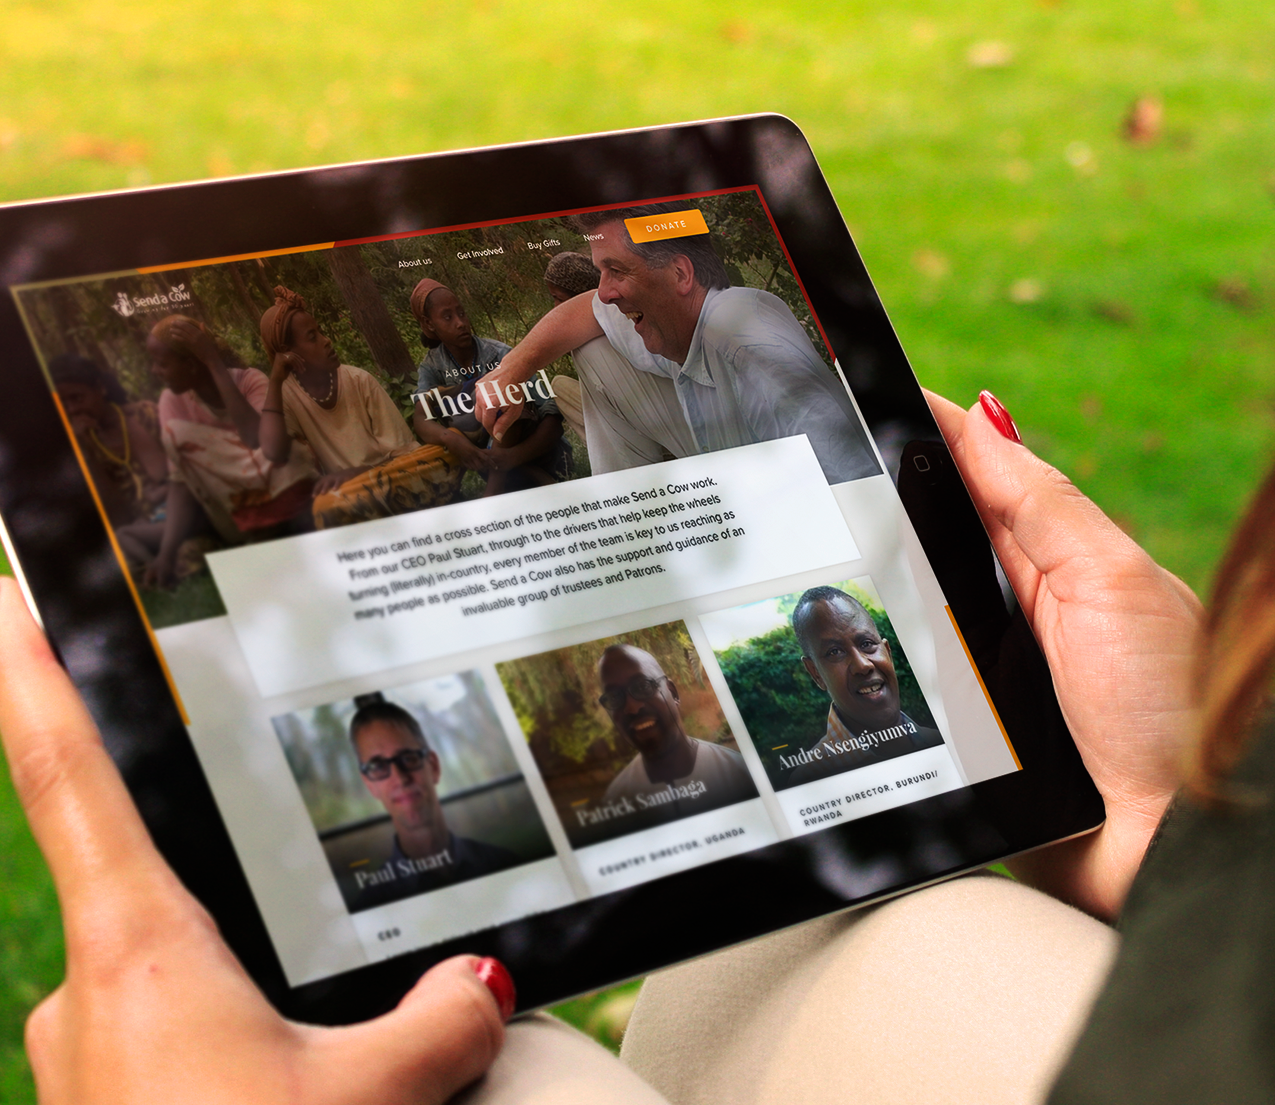 About us
Get Involved
Buy Gifts
News
DONATE
Send a Cow
ABOUT US
The Herd
Here you can find a cross section of the people that make Send a Cow work.
From our CEO Paul Stuart, through to the drivers that help keep the wheels
turning (literally) in-country, every member of the team is key to us reaching as
many people as possible. Send a Cow also has the support and guidance of an
invaluable group of trustees and Patrons.
Paul Stuart
CEO
Patrick Sambaga
COUNTRY DIRECTOR, UGANDA
Andre Nsengiyumva
COUNTRY DIRECTOR, BURUNDI/
RWANDA